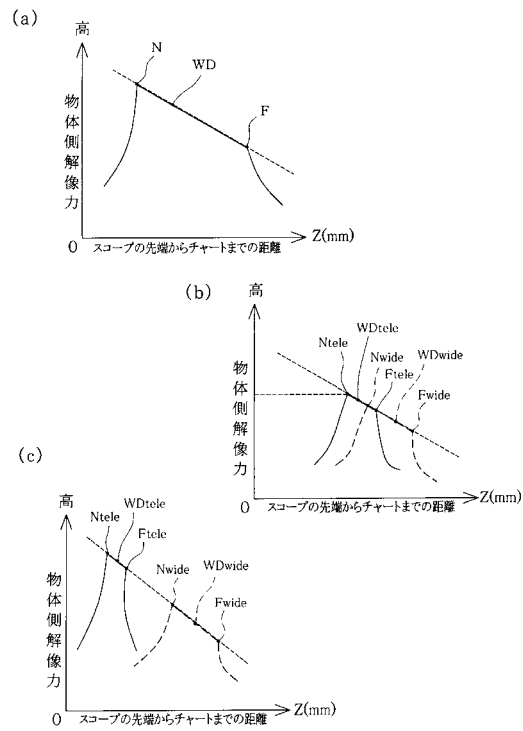 (a)
高
N
WD
F
物体側解像力
O
Z(mm)
スコープの先端からチャートまでの距離
(b)
高
WDtele
Ntele
Nwide
WDwide
Ftele
Fwide
物体側解像力
O
Z(mm)
スコープの先端からチャートまでの距離
(c)
高
WDtele
Ntele
Ftele
Nwide
WDwide
Fwide
物体側解像力
O
Z(mm)
スコープの先端からチャートまでの距離